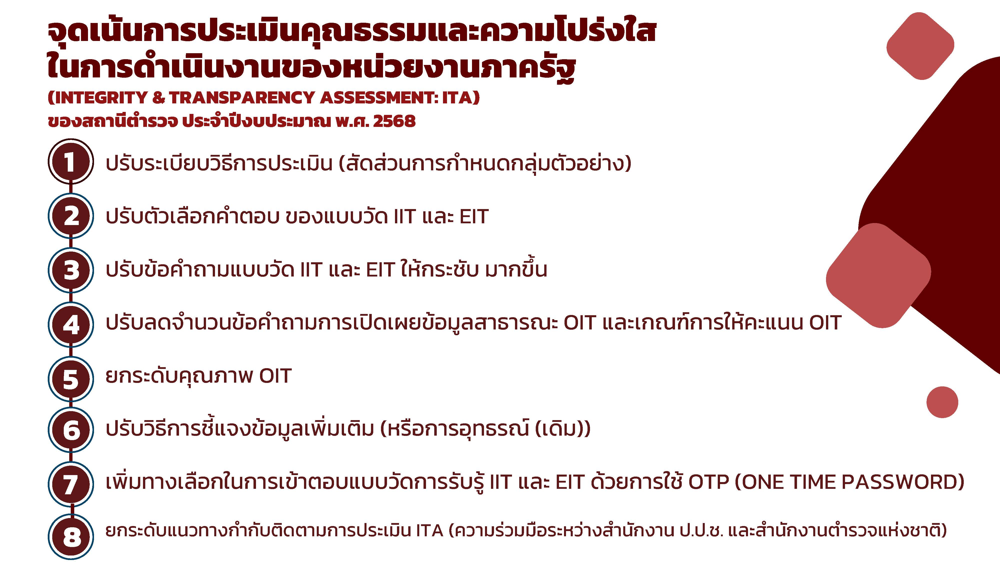 จุดเน้นการประเมินคุณธรรมและความโปร่งใส
ในการดำเนินงานของหน่วยงานภาครัฐ
(INTEGRITY & TRANSPARENCY ASSESSMENT: ITA)
ของสถานีตำรวจ ประจำปีงบประมาณ พ.ศ. 2568
1 ปรับระเบียบวิธีการประเมิน (สัดส่วนการกำหนดกลุ่มตัวอย่าง)
2 ปรับตัวเลือกคำตอบ ของแบบวัด IIT และ EIT
3 ปรับข้อคำถามแบบวัด IIT และ EIT ให้กระชับ มากขึ้น
4 ปรับลดจำนวนข้อคำถามการเปิดเผยข้อมูลสาธารณะ OIT และเกณฑ์การให้คะแนน OIT
5 ยกระดับคุณภาพ OIT
6 ปรับวิธีการชี้แจงข้อมูลเพิ่มเติม (หรือการอุทธรณ์ (เดิม))
7 เพิ่มทางเลือกในการเข้าตอบแบบวัดการรับรู้ IIT และ EIT ด้วยการใช้ OTP (ONE TIME PASSWORD)
8 ยกระดับแนวทางกำกับติดตามการประเมิน ITA (ความร่วมมือระหว่างสำนักงาน ป.ป.ช. และสำนักงานตำรวจแห่งชาติ)